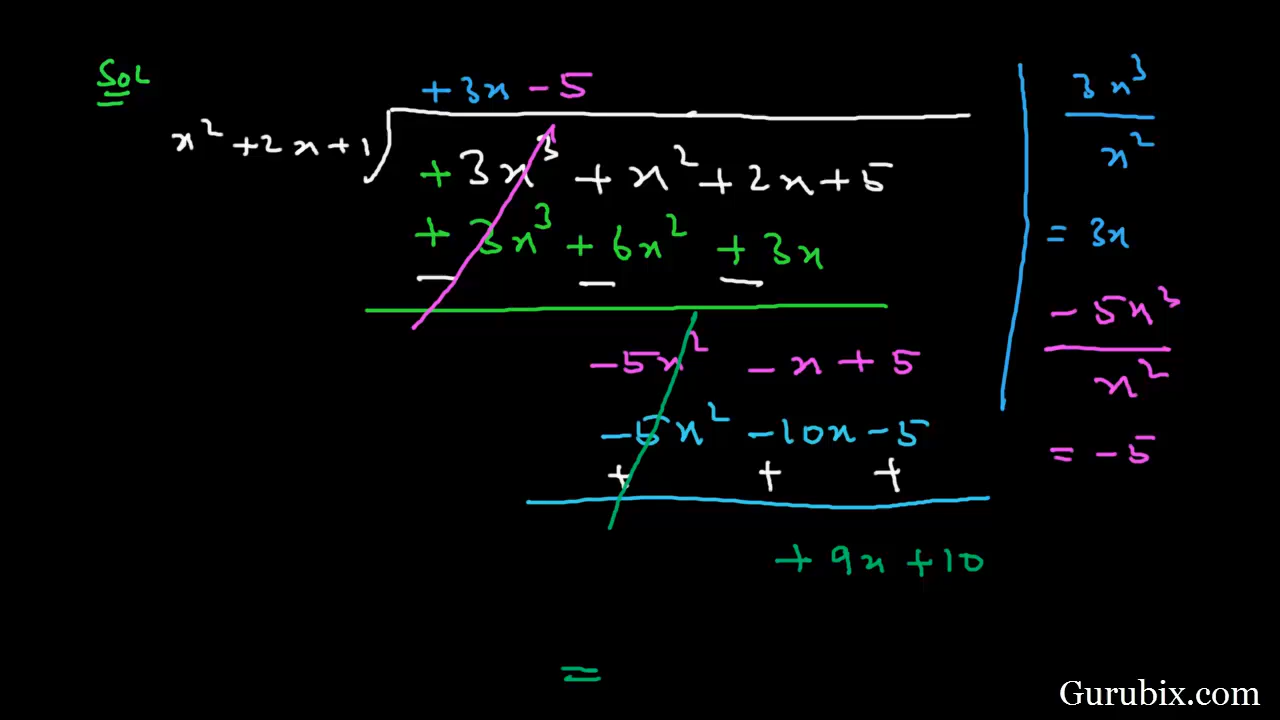 SOL
+3x -5
x² +2x+1
+ 3x³ + x² + 2x + 5
+ 3x³ + 6x² + 3x
— — —
-5x² - x + 5
-5x² -10x -5
+ + +
+ 9x + 10
=
3x³
x²
= 3x
- 5x³
x²
= -5
Gurubix.com